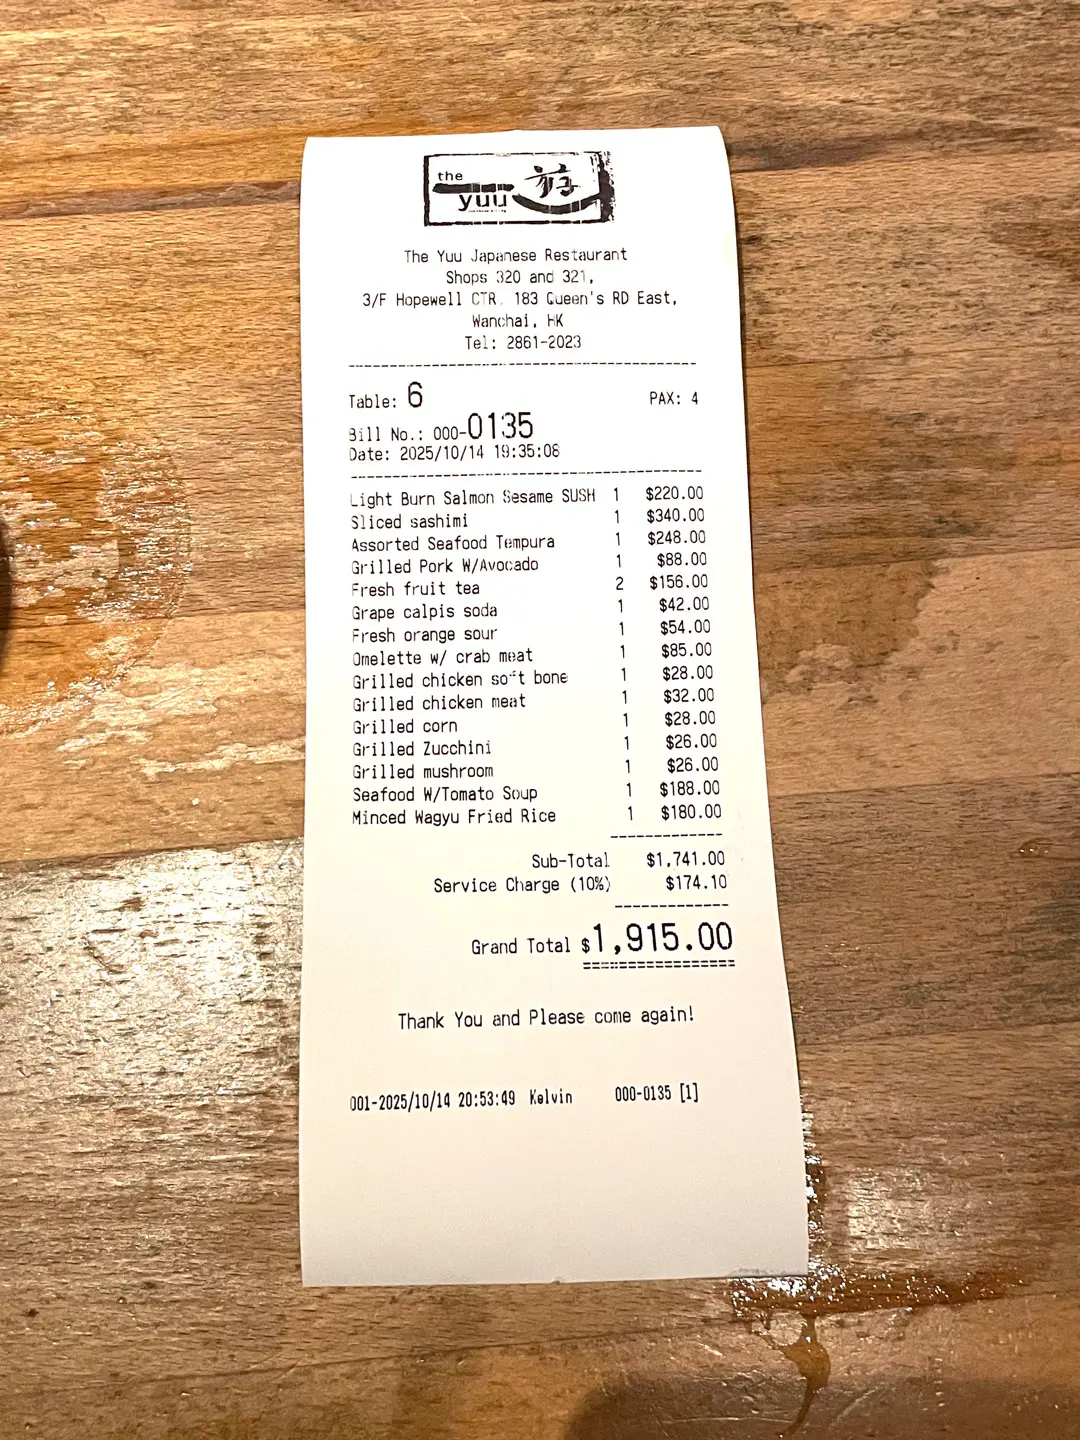 the
yuu 游
The Yuu Japanese Restaurant
Shops 320 and 321,
3/F Hopewell CTR. 183 Queen's RD East,
Wanchai, HK
Tel: 2861-2023
Table: 6 PAX: 4
Bill No.: 000-0135
Date: 2025/10/14 19:35:08
Light Burn Salmon Sesame SUSH 1 $220.00
Sliced sashimi 1 $340.00
Assorted Seafood Tempura 1 $248.00
Grilled Pork W/Avocado 1 $88.00
Fresh fruit tea 2 $156.00
Grape calpis soda 1 $42.00
Fresh orange sour 1 $54.00
Omelette w/ crab meat 1 $85.00
Grilled chicken soft bone 1 $28.00
Grilled chicken meat 1 $32.00
Grilled corn 1 $28.00
Grilled Zucchini 1 $26.00
Grilled mushroom 1 $26.00
Seafood W/Tomato Soup 1 $188.00
Minced Wagyu Fried Rice 1 $180.00
Sub-Total $1,741.00
Service Charge (10%) $174.10
Grand Total $1,915.00
Thank You and Please come again!
001-2025/10/14 20:53:49 Kelvin 000-0135 [1]